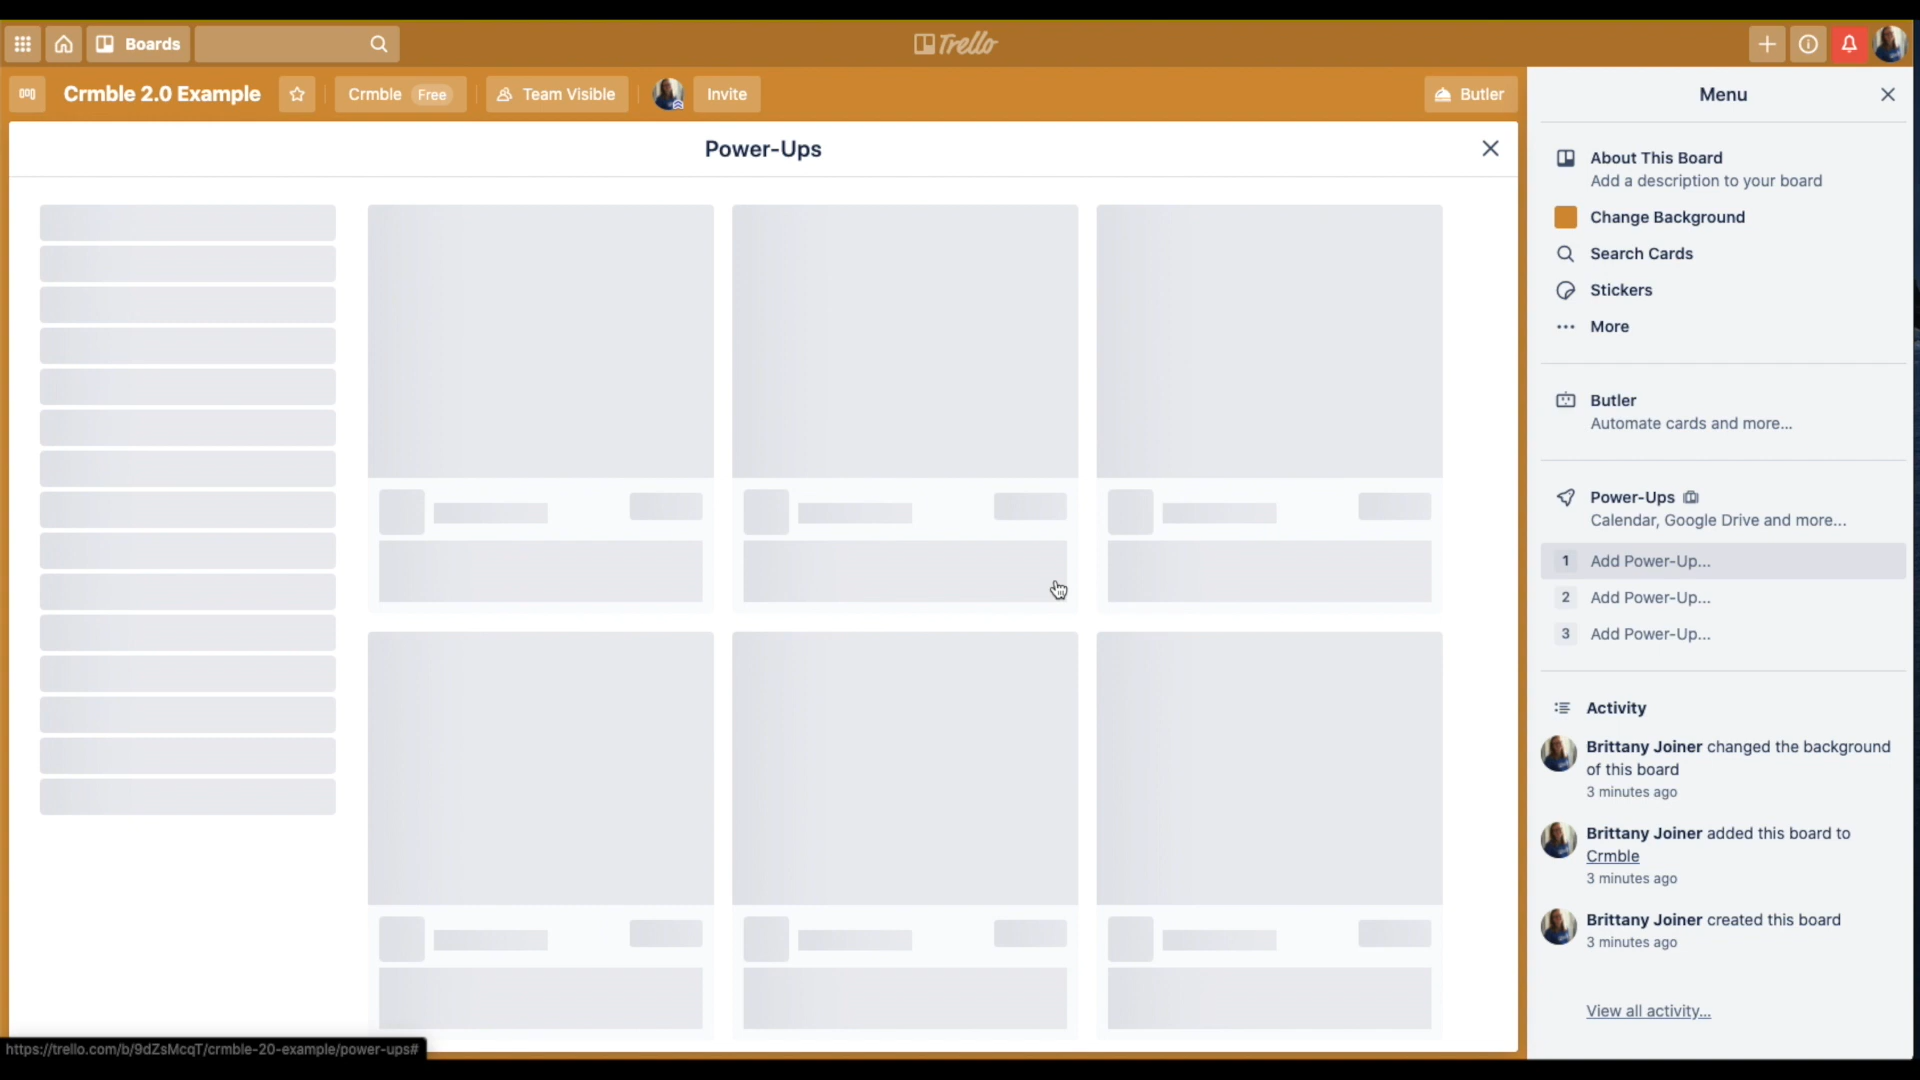 Boards
Trello
Crmble 2.0 Example
Crmble Free
Team Visible
Invite
Butler
Power-Ups
Menu
About This Board
Add a description to your board
Change Background
Search Cards
Stickers
More
Butler
Automate cards and more...
Power-Ups
Calendar, Google Drive and more...
1 Add Power-Up...
2 Add Power-Up...
3 Add Power-Up...
Activity
Brittany Joiner changed the background
of this board
3 minutes ago
Brittany Joiner added this board to
Crmble
3 minutes ago
Brittany Joiner created this board
3 minutes ago
View all activity...
https://trello.com/b/9dZsMcqT/crmble-20-example/power-ups#